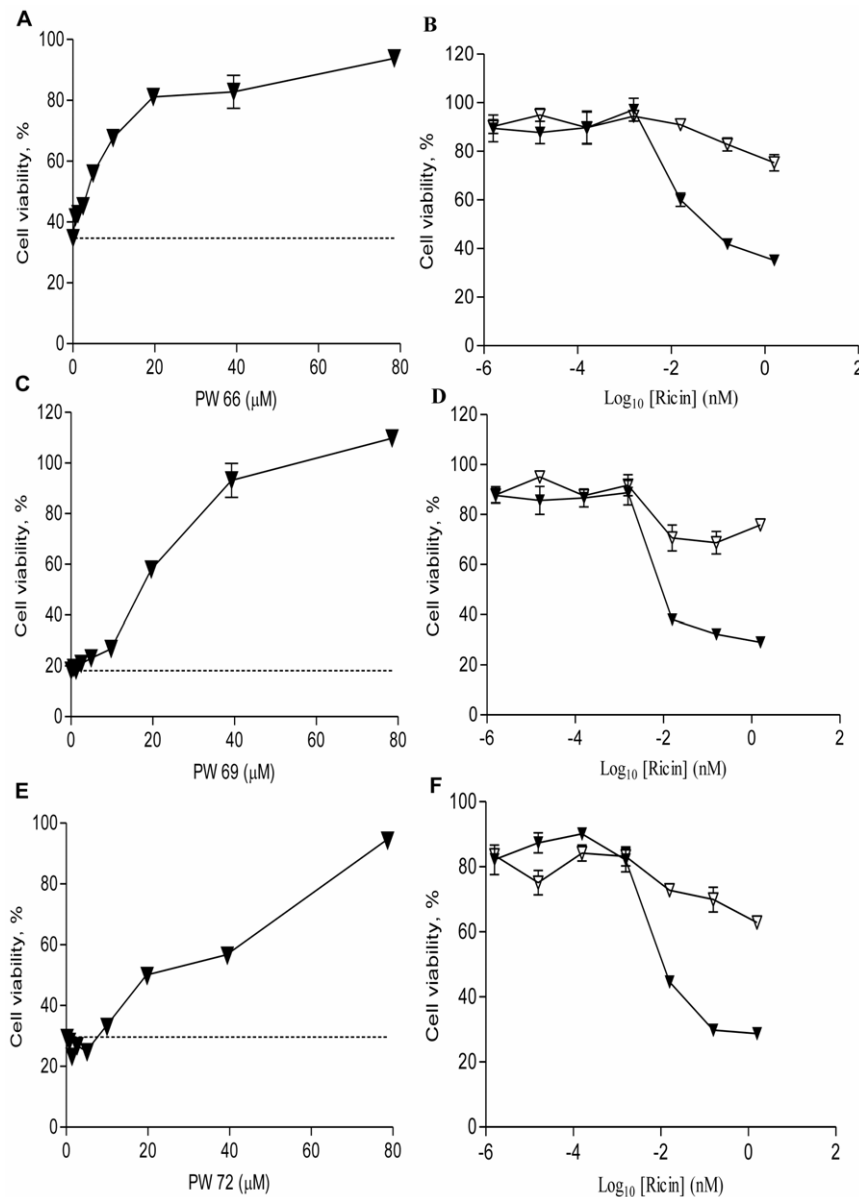 A
100
80
60
40
20
0
Cell viability, %
0 20 40 60 80
PW 66 (μM)
B
120
100
80
60
40
20
0
Cell viability, %
-6 -4 -2 0 2
Log10 [Ricin] (nM)
C
120
100
80
60
40
20
0
Cell viability, %
0 20 40 60 80
PW 69 (μM)
D
120
100
80
60
40
20
0
Cell viability, %
-6 -4 -2 0 2
Log10 [Ricin] (nM)
E
100
80
60
40
20
0
Cell viability, %
0 20 40 60 80
PW 72 (μM)
F
100
80
60
40
20
0
Cell viability, %
-6 -4 -2 0 2
Log10 [Ricin] (nM)